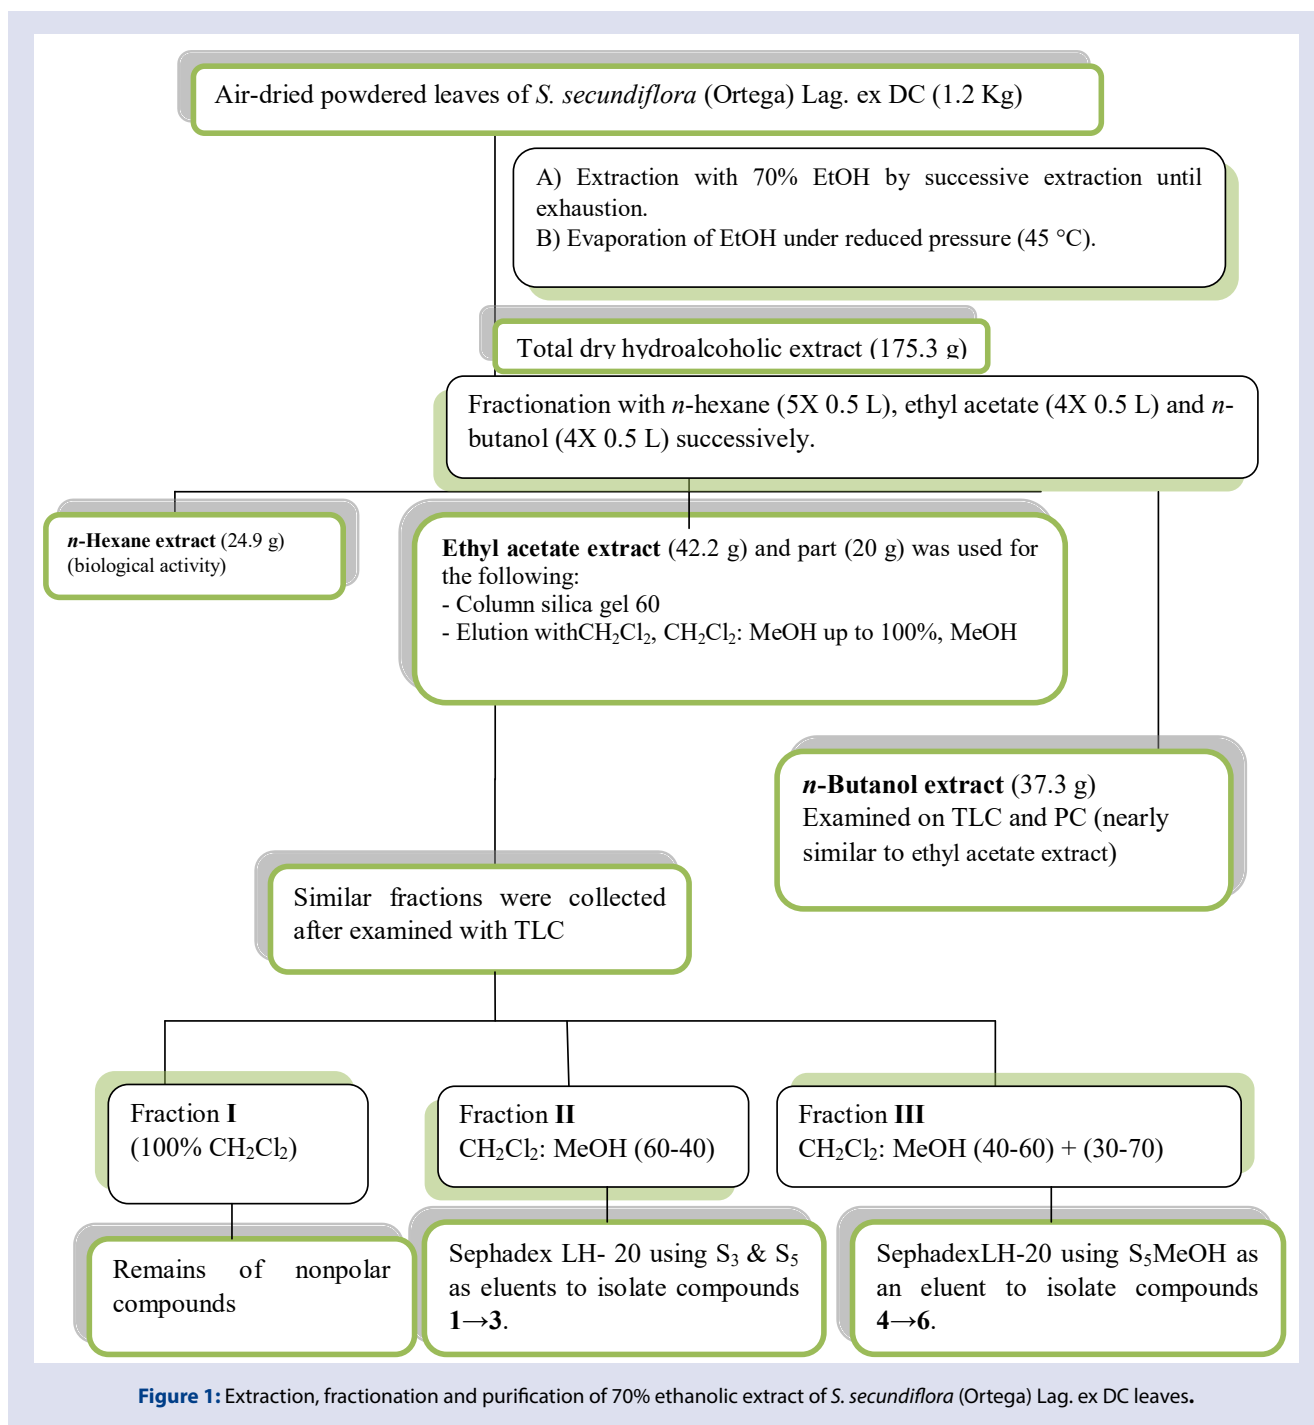 Air-dried powdered leaves of S. secundiflora (Ortega) Lag. ex DC (1.2 Kg)
A) Extraction with 70% EtOH by successive extraction until
exhaustion.
B) Evaporation of EtOH under reduced pressure (45 °C).
Total dry hydroalcoholic extract (175.3 g)
Fractionation with n-hexane (5X 0.5 L), ethyl acetate (4X 0.5 L) and n-
butanol (4X 0.5 L) successively.
n-Hexane extract (24.9 g)
(biological activity)
Ethyl acetate extract (42.2 g) and part (20 g) was used for
the following:
- Column silica gel 60
- Elution withCH₂Cl₂, CH₂Cl₂: MeOH up to 100%, MeOH
n-Butanol extract (37.3 g)
Examined on TLC and PC (nearly
similar to ethyl acetate extract)
Similar fractions were collected
after examined with TLC
Fraction I
(100% CH₂Cl₂)
Fraction II
CH₂Cl₂: MeOH (60-40)
Fraction III
CH₂Cl₂: MeOH (40-60) + (30-70)
Remains of nonpolar
compounds
Sephadex LH- 20 using S₃ & S₅
as eluents to isolate compounds
1→3.
SephadexLH-20 using S₅MeOH as
an eluent to isolate compounds
4→6.
Figure 1: Extraction, fractionation and purification of 70% ethanolic extract of S. secundiflora (Ortega) Lag. ex DC leaves.